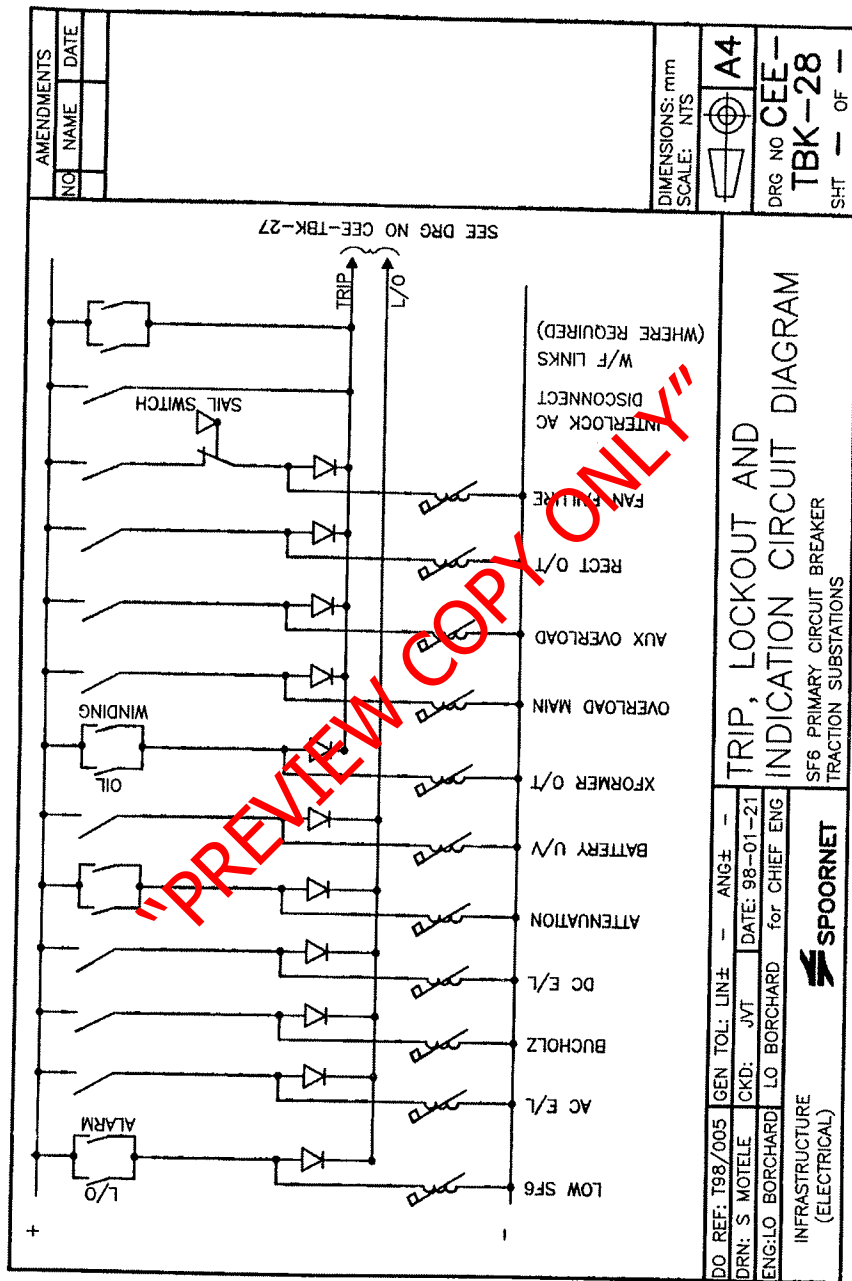 AMENDMENTS
NO
NAME
DATE
DIMENSIONS: mm
SCALE: NTS
A4
DRG NO CEE-
TBK-28
SHT - OF -
SEE DRG NO CEE-TBK-27
TRIP
L/O
W/F LINKS
(WHERE REQUIRED)
INTERLOCK AC
DISCONNECT
SAIL SWITCH
FAN FAILURE
RECT O/T
AUX OVERLOAD
OVERLOAD MAIN
WINDING
OIL
XFORMER O/T
BATTERY U/V
ATTENUATION
DC E/L
BUCHOLZ
AC E/L
ALARM
L/O
LOW SF6
+
-
"PREVIEW COPY ONLY"
TRIP, LOCKOUT AND
INDICATION CIRCUIT DIAGRAM
SF6 PRIMARY CIRCUIT BREAKER
TRACTION SUBSTATIONS
DO REF: T98/005
GEN TOL: LIN± - ANG± -
DRN: S MOTELE
CKD: JVT
DATE: 98-01-21
ENG:LO BORCHARD
LO BORCHARD for CHIEF ENG
INFRASTRUCTURE
(ELECTRICAL)
SPOORNET